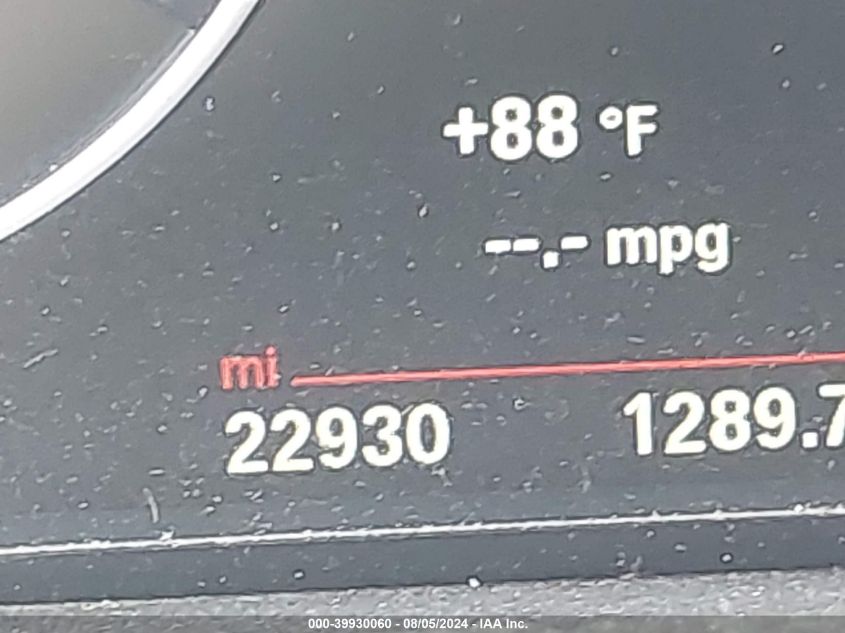 +88 °F
--.- mpg
mi
22930 1289.7
000-39930060 - 08/05/2024 - IAA Inc.